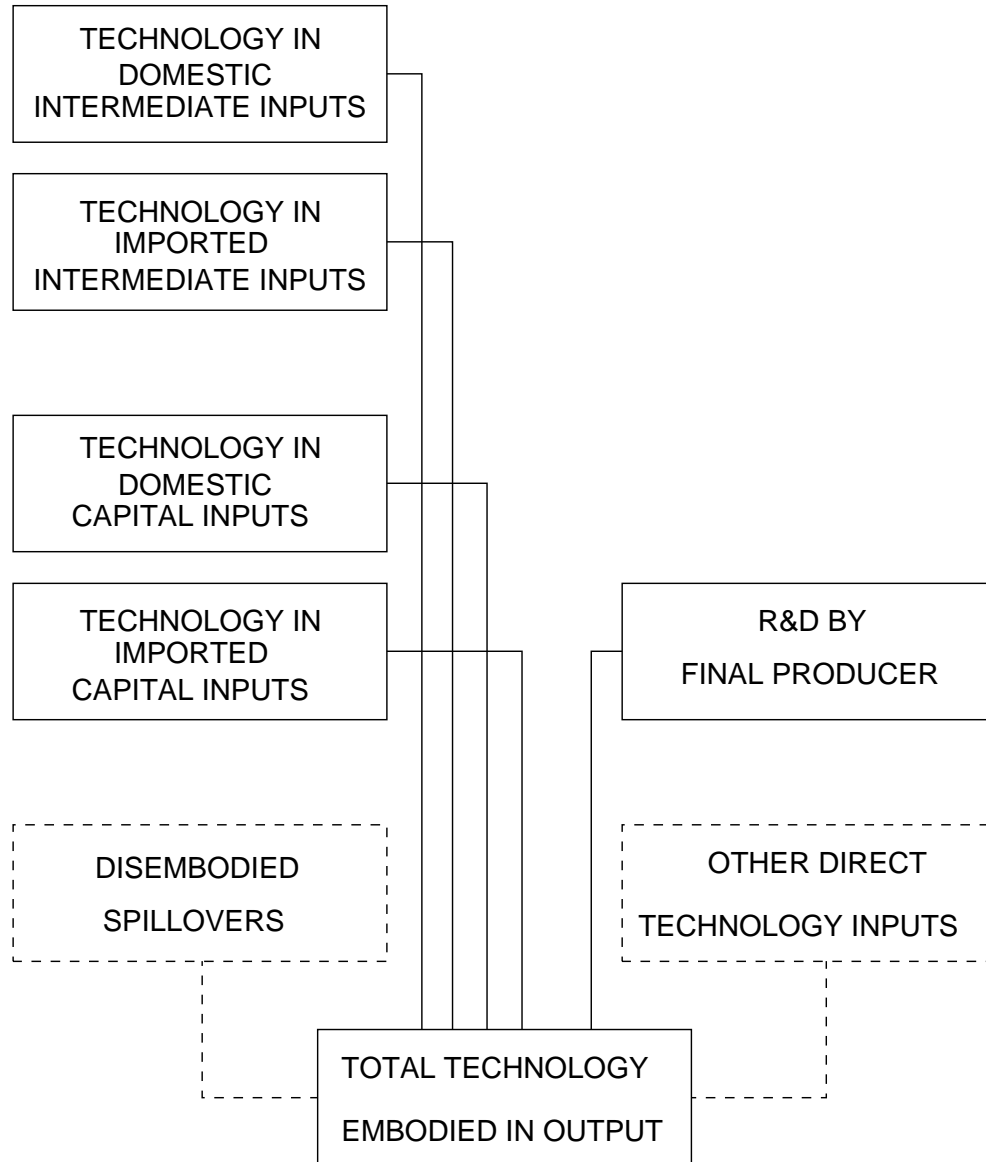 TECHNOLOGY IN
DOMESTIC
INTERMEDIATE INPUTS
TECHNOLOGY IN
IMPORTED
INTERMEDIATE INPUTS
TECHNOLOGY IN
DOMESTIC
CAPITAL INPUTS
TECHNOLOGY IN
IMPORTED
CAPITAL INPUTS
R&D BY
FINAL PRODUCER
DISEMBODIED
SPILLOVERS
OTHER DIRECT
TECHNOLOGY INPUTS
TOTAL TECHNOLOGY
EMBODIED IN OUTPUT